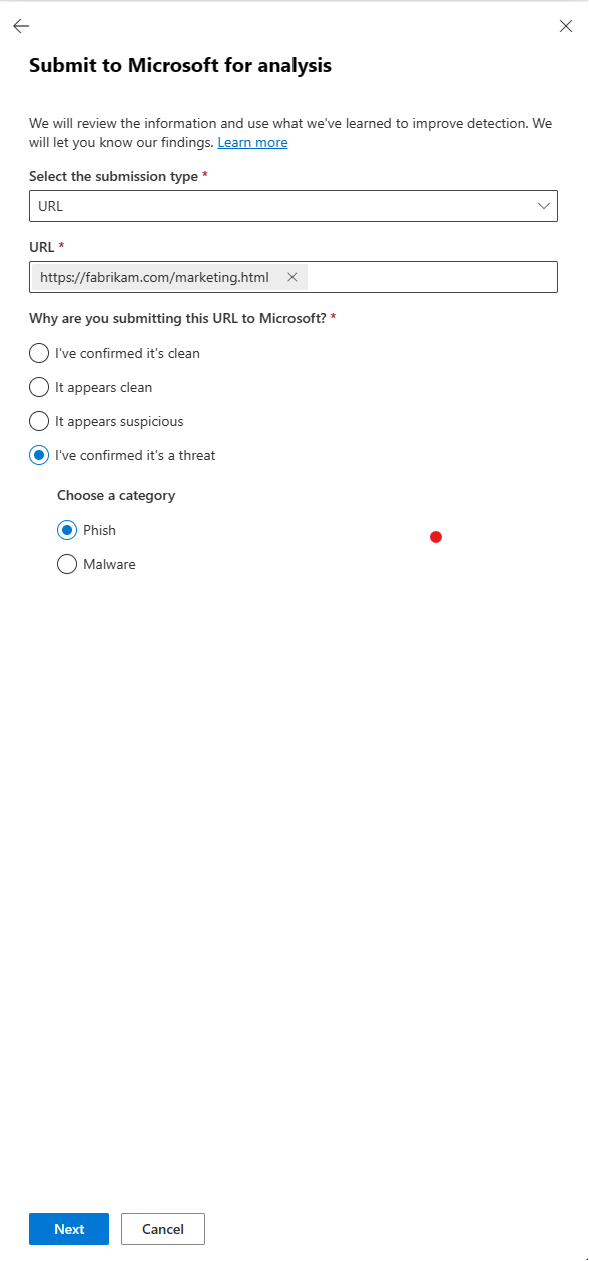 Submit to Microsoft for analysis
We will review the information and use what we've learned to improve detection. We
will let you know our findings. Learn more
Select the submission type *
URL
URL *
https://fabrikam.com/marketing.html
Why are you submitting this URL to Microsoft? *
I've confirmed it's clean
It appears clean
It appears suspicious
I've confirmed it's a threat
Choose a category
Phish
Malware
Next Cancel